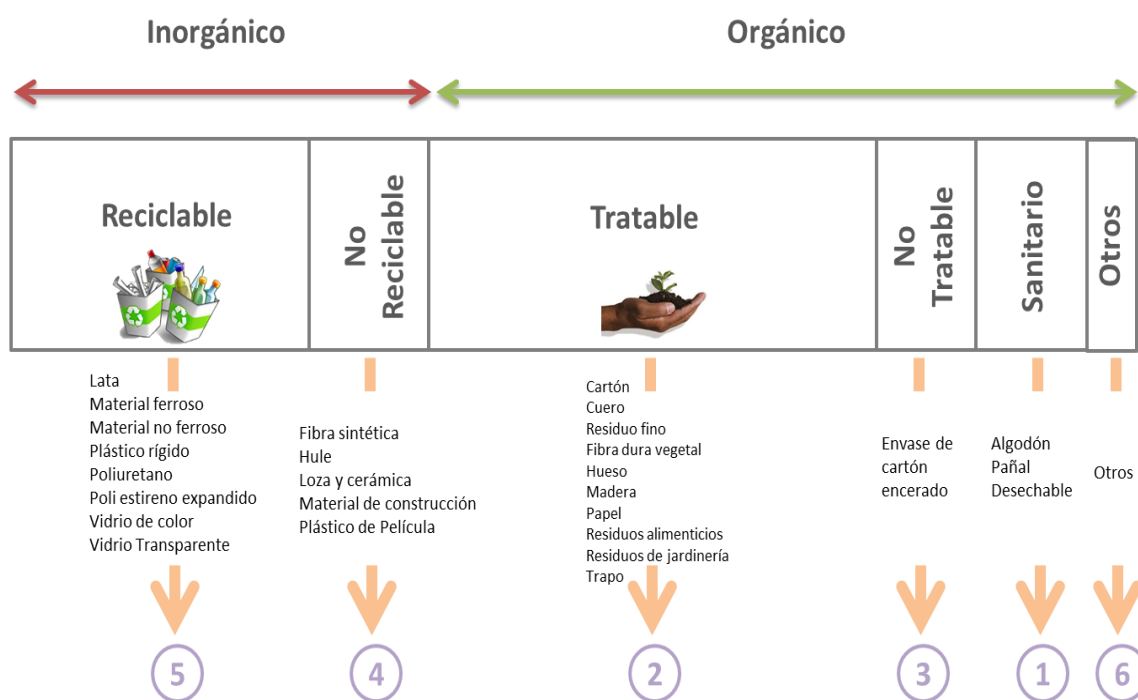 Inorgánico
Orgánico
Reciclable
No
Reciclable
Tratable
No
Tratable
Sanitario
Otros
Lata
Material ferroso
Material no ferroso
Plástico rígido
Poliuretano
Poli estireno expandido
Vidrio de color
Vidrio Transparente
Fibra sintética
Hule
Loza y cerámica
Material de construcción
Plástico de Película
Cartón
Cuero
Residuo fino
Fibra dura vegetal
Hueso
Madera
Papel
Residuos alimenticios
Residuos de jardinería
Trapo
Envase de
cartón
encerado
Algodón
Pañal
Desechable
Otros
5
4
2
3
1
6